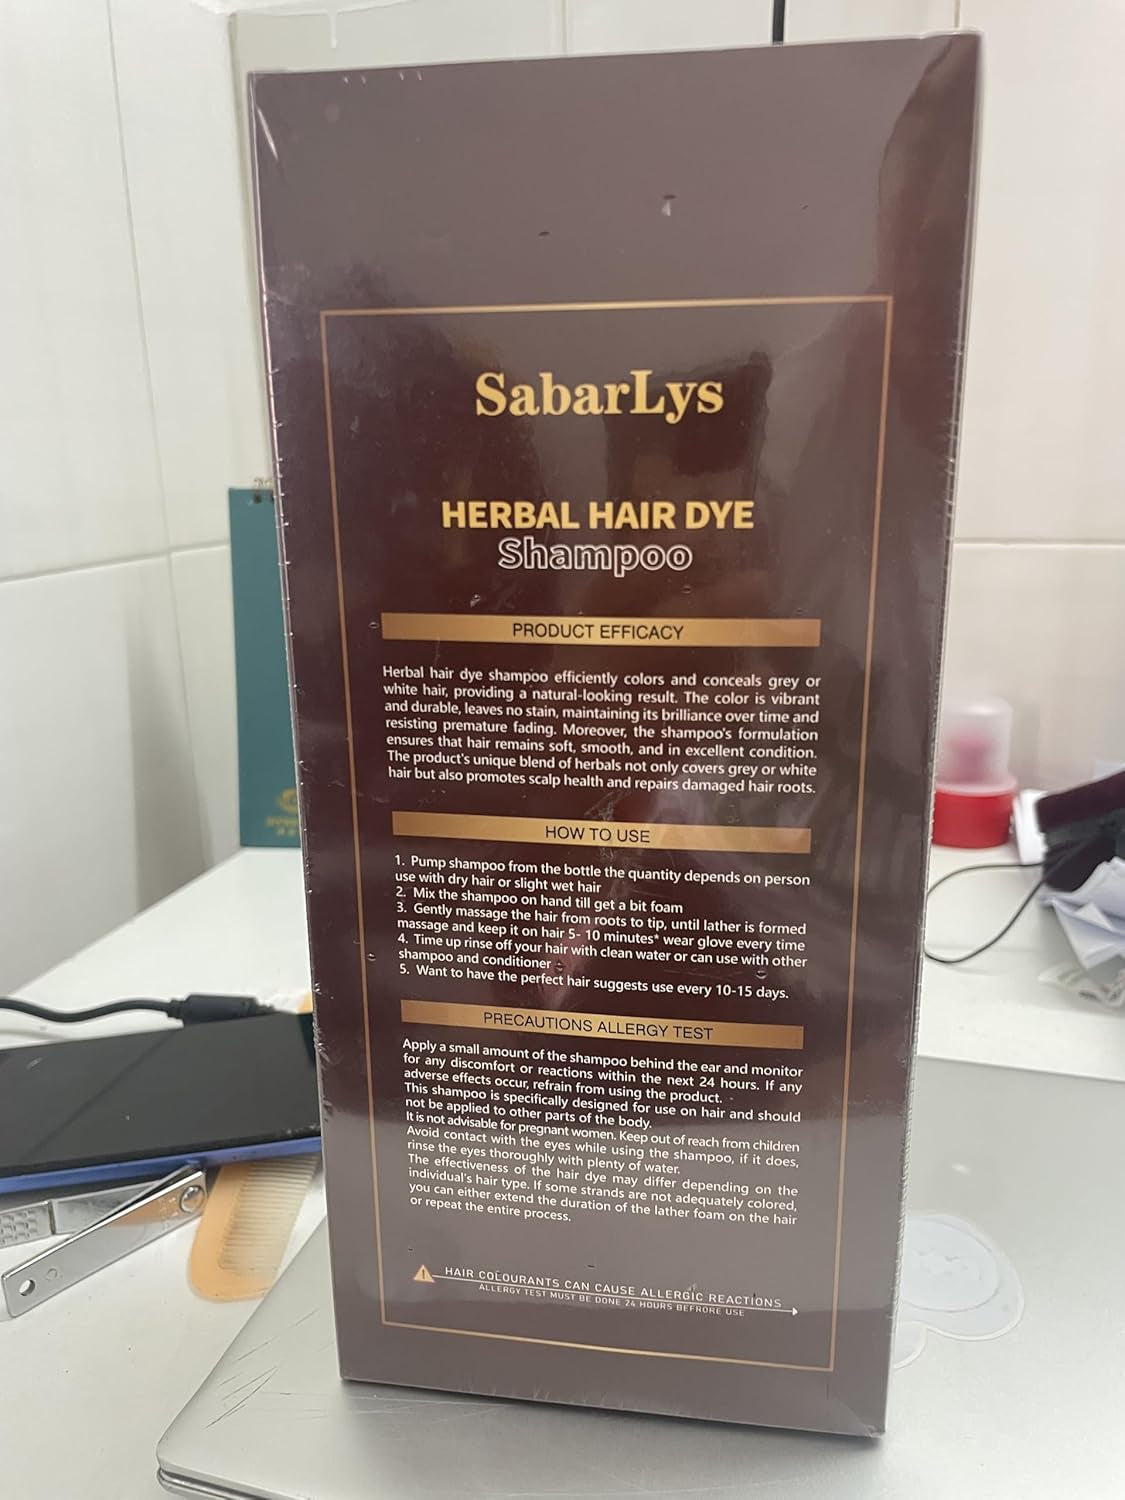 SabarLys
HERBAL HAIR DYE
Shampoo
PRODUCT EFFICACY
Herbal hair dye shampoo efficiently colors and conceals grey or
white hair, providing a natural-looking result. The color is vibrant
and durable, leaves no stain, maintaining its brilliance over time and
resisting premature fading. Moreover, the shampoo's formulation
ensures that hair remains soft, smooth, and in excellent condition.
The product's unique blend of herbals not only covers grey or white
hair but also promotes scalp health and repairs damaged hair roots.
HOW TO USE
1. Pump shampoo from the bottle the quantity depends on person
use with dry hair or slight wet hair
2. Mix the shampoo on hand till get a bit foam
3. Gently massage the hair from roots to tip, until lather is formed
massage and keep it on hair 5- 10 minutes* wear glove every time
4. Time up rinse off your hair with clean water or can use with other
shampoo and conditioner
5. Want to have the perfect hair suggests use every 10-15 days.
PRECAUTIONS ALLERGY TEST
Apply a small amount of the shampoo behind the ear and monitor
for any discomfort or reactions within the next 24 hours. If any
adverse effects occur, refrain from using the product.
This shampoo is specifically designed for use on hair and should
not be applied to other parts of the body.
It is not advisable for pregnant women. Keep out of reach from children
Avoid contact with the eyes while using the shampoo, if it does,
rinse the eyes thoroughly with plenty of water.
The effectiveness of the hair dye may differ depending on the
individual's hair type. If some strands are not adequately colored,
you can either extend the duration of the lather foam on the hair
or repeat the entire process.
HAIR COLOURANTS CAN CAUSE ALLERGIC REACTIONS
ALLERGY TEST MUST BE DONE 24 HOURS BEFRORE USE